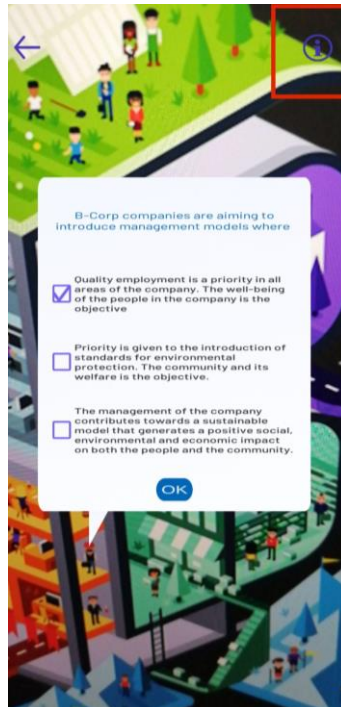 B-Corp companies are aiming to
introduce management models where
Quality employment is a priority in all
areas of the company. The well-being
of the people in the company is the
objective
Priority is given to the introduction of
standards for environmental
protection. The community and its
welfare is the objective.
The management of the company
contributes towards a sustainable
model that generates a positive social,
environmental and economic impact
on both the people and the community.
OK